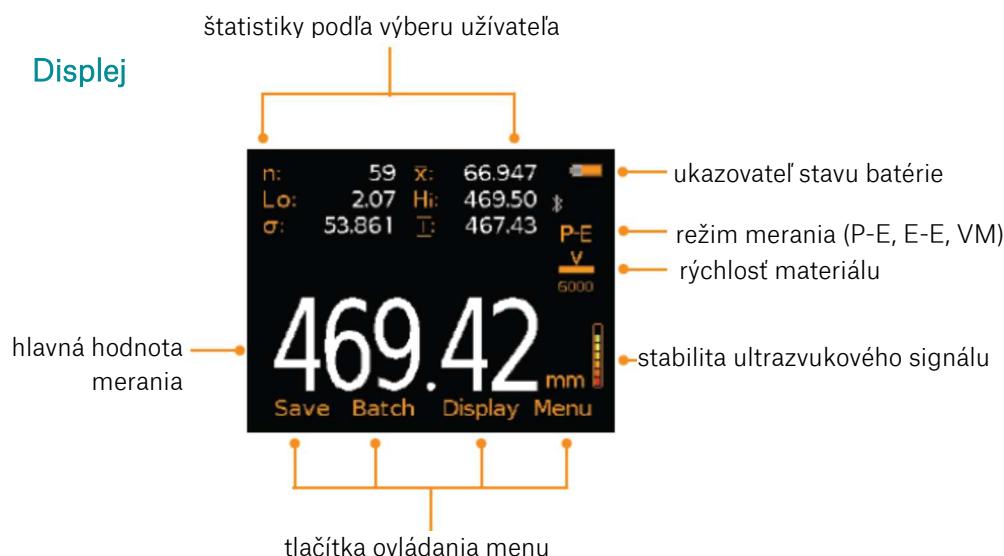 štatistiky podľa výberu užívateľa
Displej
n: 59 x̅: 66.947
Lo: 2.07 Hi: 469.50
σ: 53.861 I̲̅: 467.43
P-E
V
6000
469.42 mm
Save Batch Display Menu
ukazovateľ stavu batérie
režim merania (P-E, E-E, VM)
rýchlosť materiálu
hlavná hodnota
merania
stabilita ultrazvukového signálu
tlačítka ovládania menu